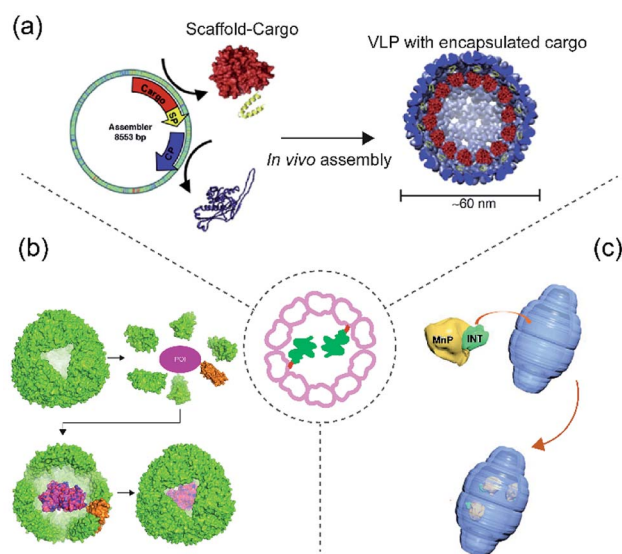 (a)
Scaffold-Cargo
VLP with encapsulated cargo
Cargo
SP
Assembler
8553 bp
CP
In vivo assembly
~60 nm
(b)
(c)
POI
MnP
INT